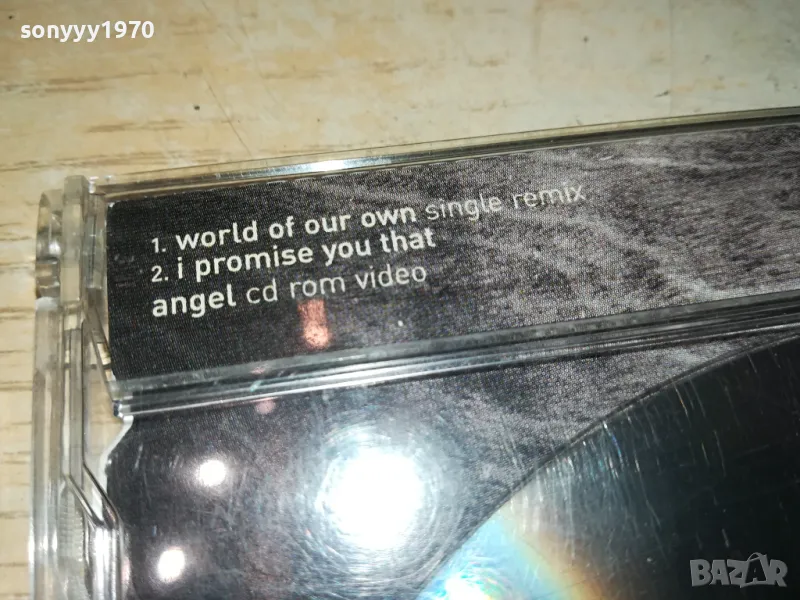 sonyyy1970
1. world of our own single remix
2. i promise you that
angel cd rom video
BAZAR